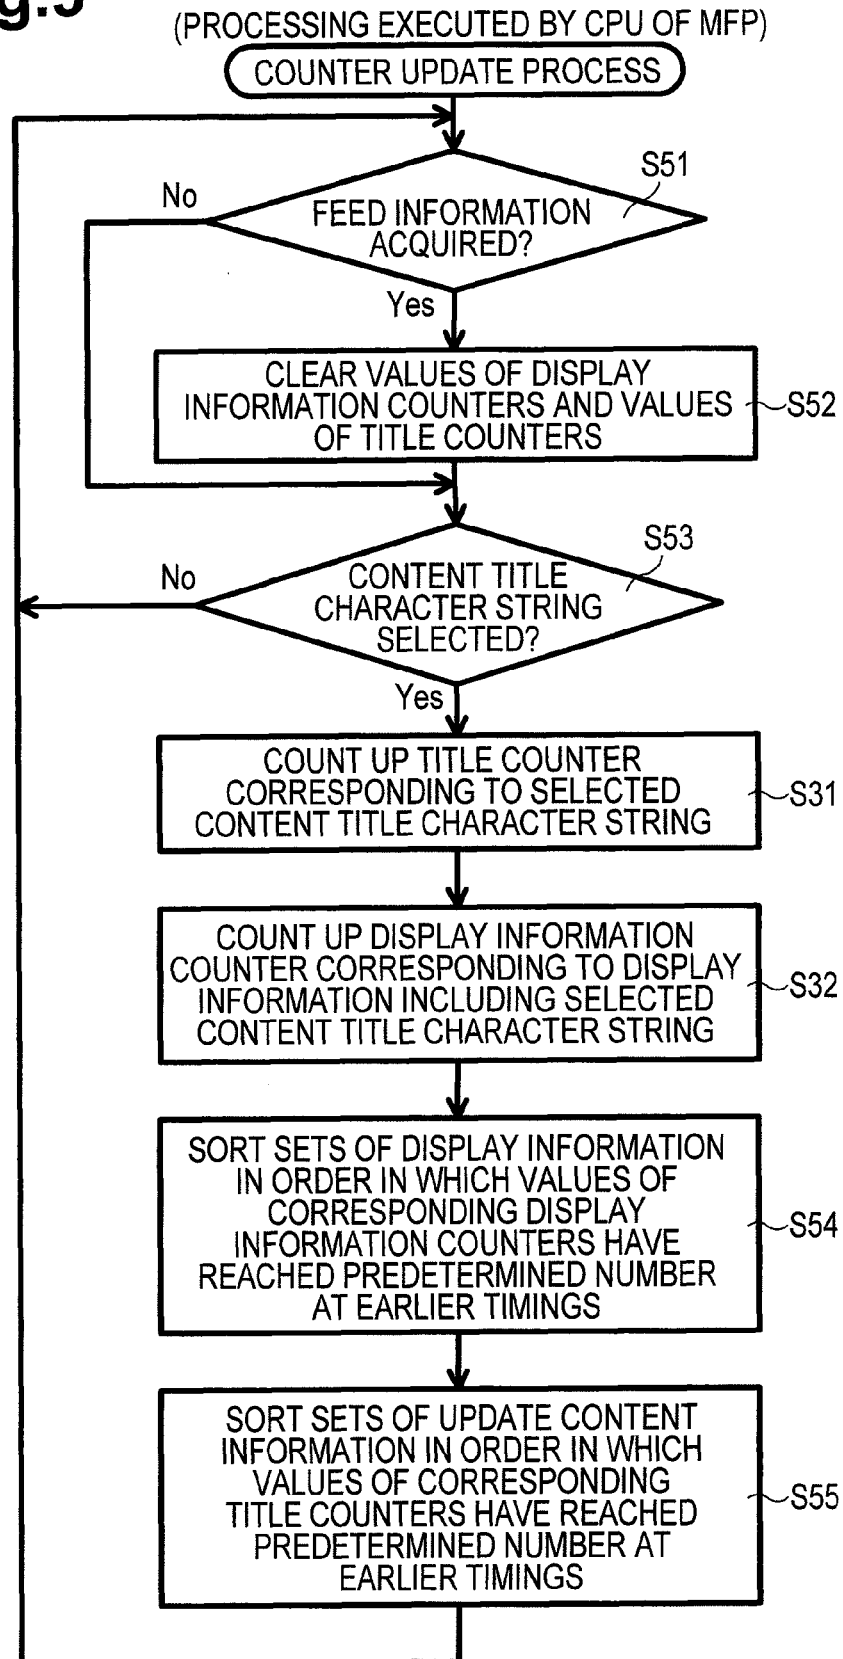 (PROCESSING EXECUTED BY CPU OF MFP)
COUNTER UPDATE PROCESS
S51
No
FEED INFORMATION
ACQUIRED?
Yes
CLEAR VALUES OF DISPLAY
INFORMATION COUNTERS AND VALUES
OF TITLE COUNTERS
S52
S53
No
CONTENT TITLE
CHARACTER STRING
SELECTED?
Yes
COUNT UP TITLE COUNTER
CORRESPONDING TO SELECTED
CONTENT TITLE CHARACTER STRING
S31
COUNT UP DISPLAY INFORMATION
COUNTER CORRESPONDING TO DISPLAY
INFORMATION INCLUDING SELECTED
CONTENT TITLE CHARACTER STRING
S32
SORT SETS OF DISPLAY INFORMATION
IN ORDER IN WHICH VALUES OF
CORRESPONDING DISPLAY
INFORMATION COUNTERS HAVE
REACHED PREDETERMINED NUMBER
AT EARLIER TIMINGS
S54
SORT SETS OF UPDATE CONTENT
INFORMATION IN ORDER IN WHICH
VALUES OF CORRESPONDING
TITLE COUNTERS HAVE REACHED
PREDETERMINED NUMBER AT
EARLIER TIMINGS
S55